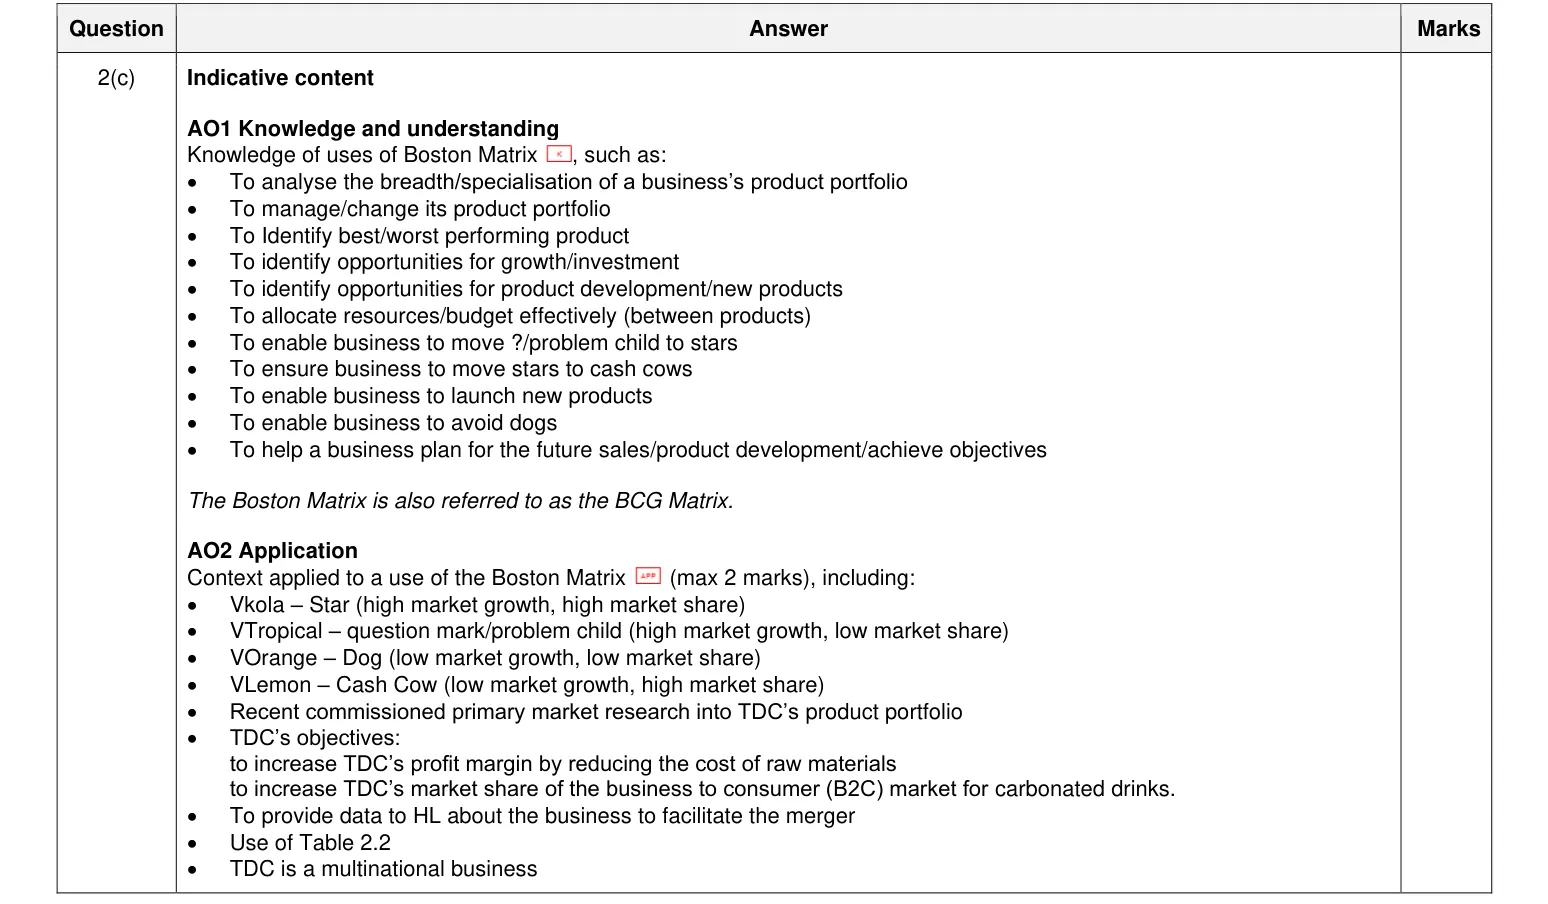 Question Answer Marks
2(c) Indicative content
AO1 Knowledge and understanding
Knowledge of uses of Boston Matrix K, such as:
• To analyse the breadth/specialisation of a business’s product portfolio
• To manage/change its product portfolio
• To Identify best/worst performing product
• To identify opportunities for growth/investment
• To identify opportunities for product development/new products
• To allocate resources/budget effectively (between products)
• To enable business to move ?/problem child to stars
• To ensure business to move stars to cash cows
• To enable business to launch new products
• To enable business to avoid dogs
• To help a business plan for the future sales/product development/achieve objectives
The Boston Matrix is also referred to as the BCG Matrix.
AO2 Application
Context applied to a use of the Boston Matrix APP (max 2 marks), including:
• Vkola – Star (high market growth, high market share)
• VTropical – question mark/problem child (high market growth, low market share)
• VOrange – Dog (low market growth, low market share)
• VLemon – Cash Cow (low market growth, high market share)
• Recent commissioned primary market research into TDC’s product portfolio
• TDC’s objectives:
to increase TDC’s profit margin by reducing the cost of raw materials
to increase TDC’s market share of the business to consumer (B2C) market for carbonated drinks.
• To provide data to HL about the business to facilitate the merger
• Use of Table 2.2
• TDC is a multinational business